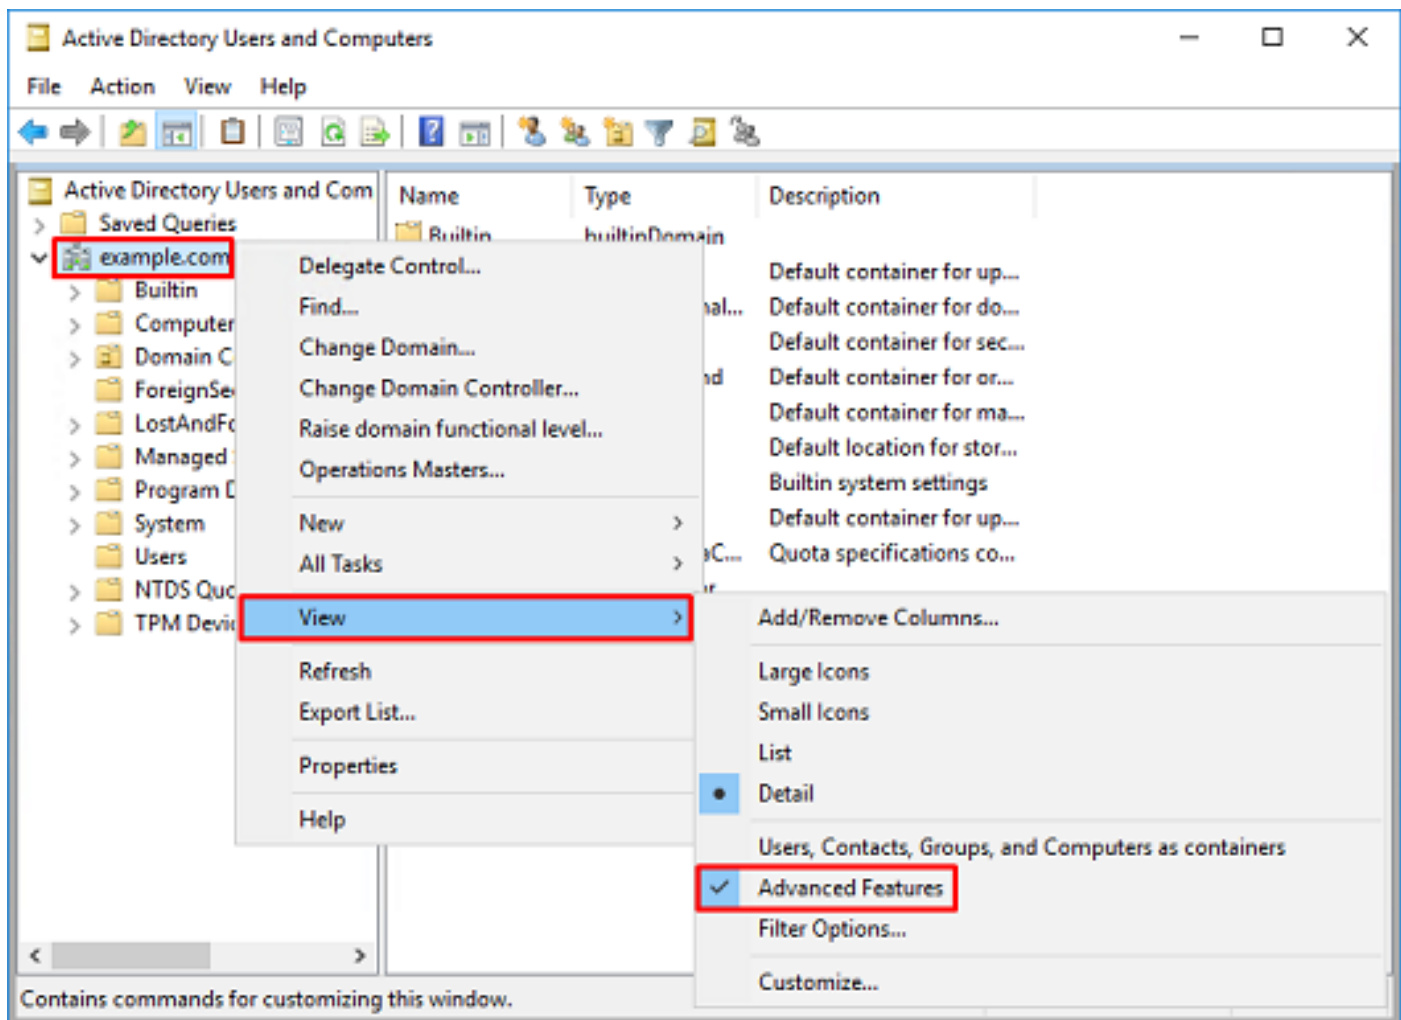 Active Directory Users and Computers
File Action View Help
Active Directory Users and Com
Name Type Description
Saved Queries
Builtin builtinDomain
example.com
Builtin
Computer
Domain C
ForeignSe
LostAndFo
Managed
Program D
System
Users
NTDS Quo
TPM Devic
Delegate Control...
Find...
Change Domain...
Change Domain Controller...
Raise domain functional level...
Operations Masters...
New
All Tasks
View
Refresh
Export List...
Properties
Help
Default container for up...
nal... Default container for do...
Default container for sec...
nd Default container for or...
Default container for ma...
Default location for stor...
Builtin system settings
Default container for up...
C... Quota specifications co...
Add/Remove Columns...
Large Icons
Small Icons
List
Detail
Users, Contacts, Groups, and Computers as containers
Advanced Features
Filter Options...
Customize...
Contains commands for customizing this window.